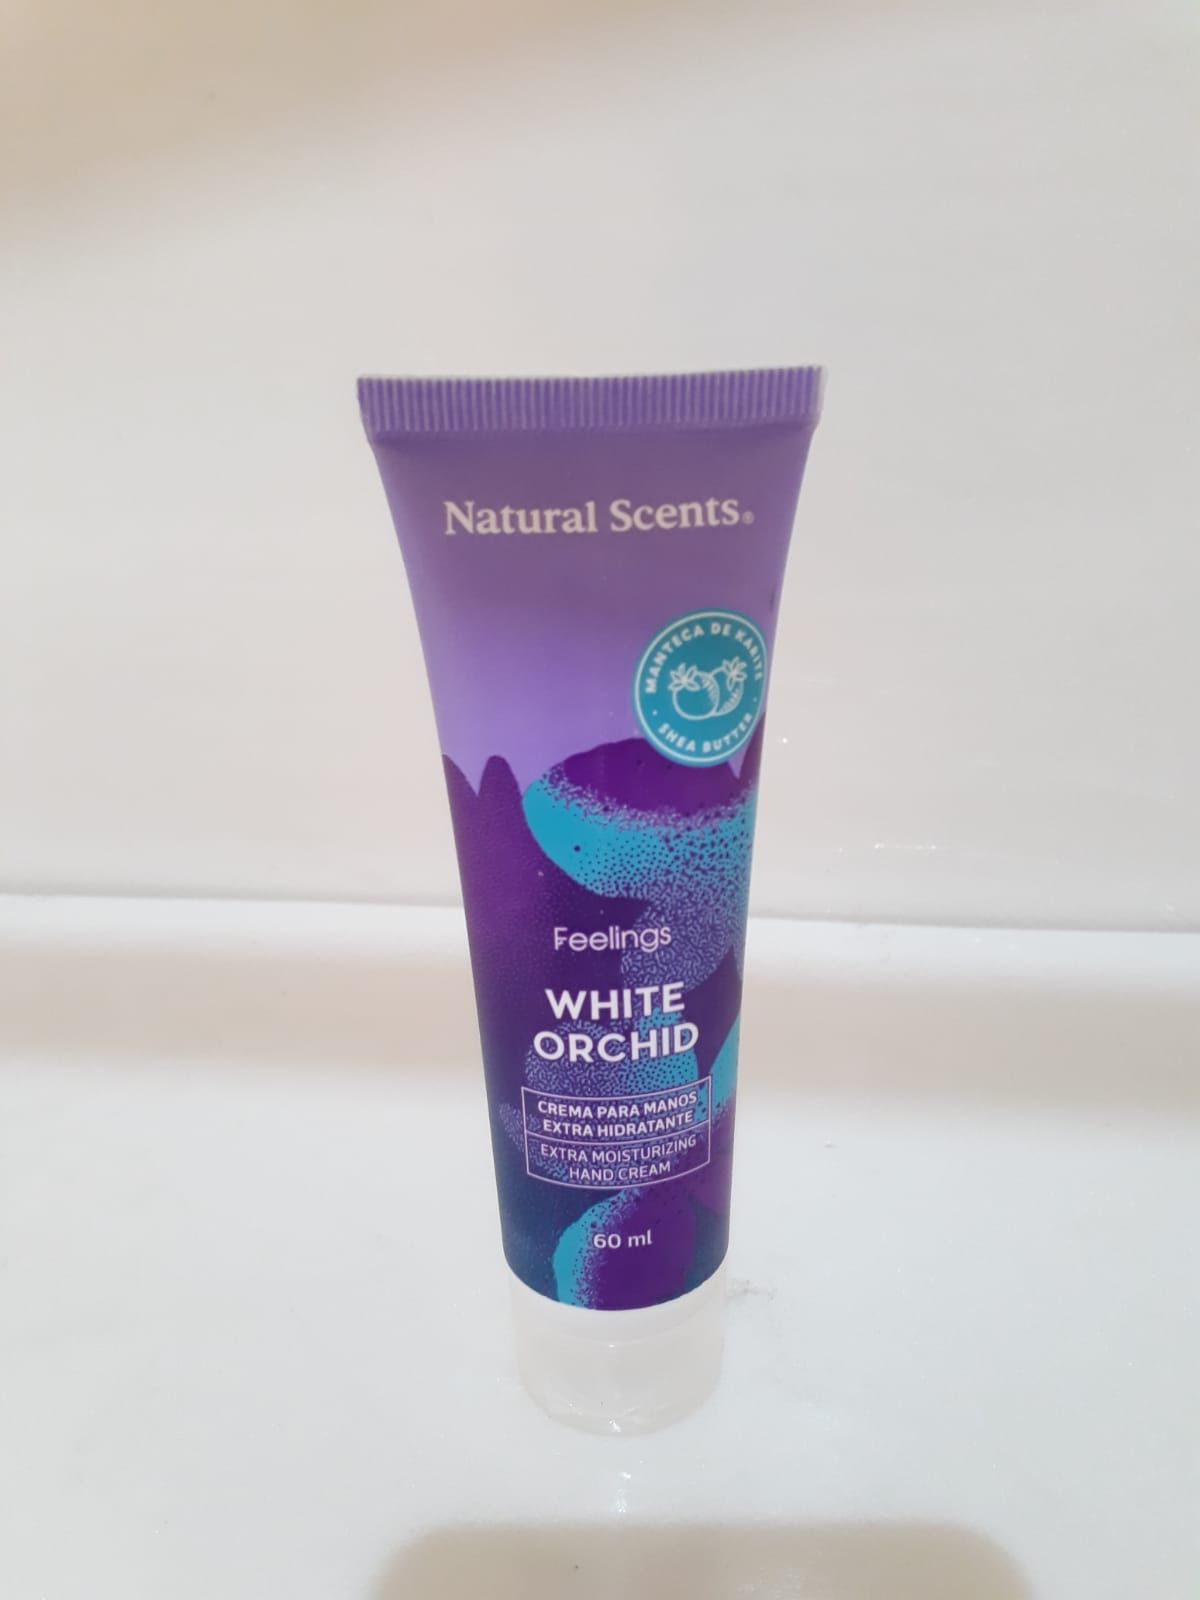 Natural Scents®
MANTECA DE KARITÉ
SHEA BUTTER
Feelings
WHITE
ORCHID
CREMA PARA MANOS
EXTRA HIDRATANTE
EXTRA MOISTURIZING
HAND CREAM
60 ml